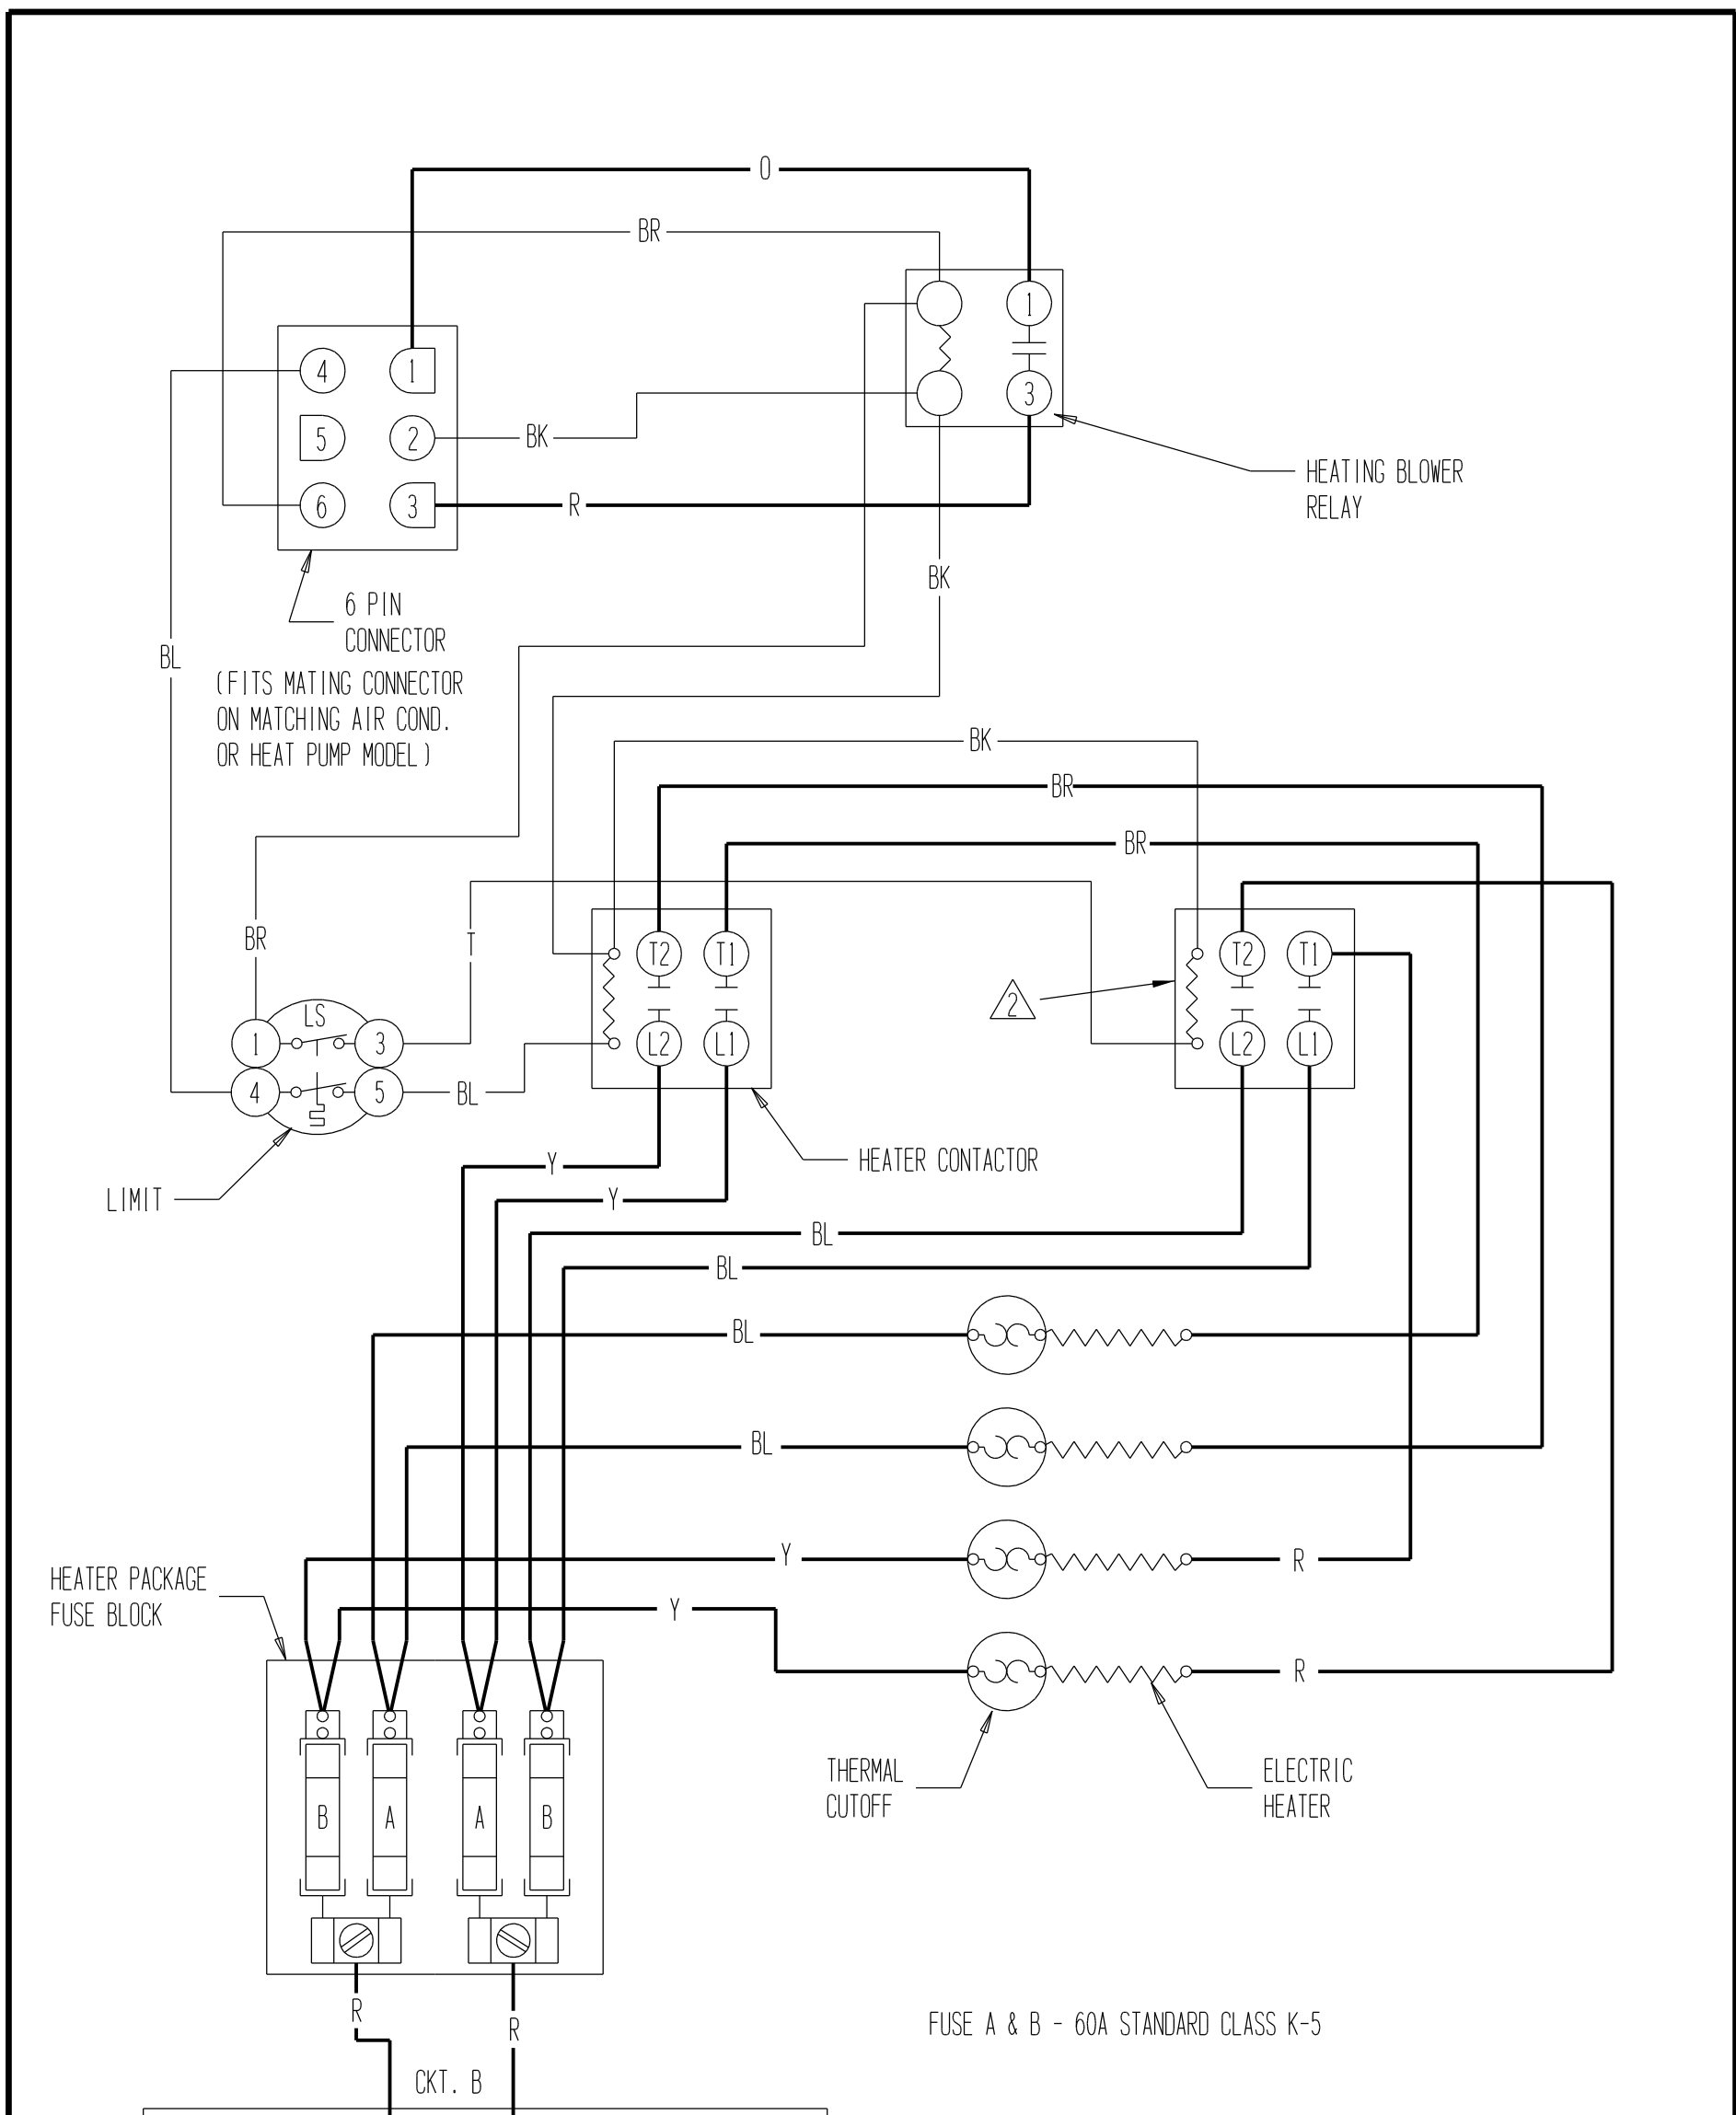 O
BR
1
4
1
3
5
2
BK
HEATING BLOWER
RELAY
6
3
R
BK
6 PIN
CONNECTOR
BL
(FITS MATING CONNECTOR
ON MATCHING AIR COND.
OR HEAT PUMP MODEL)
BK
BR
BR
BR
T
T2
T1
T2
T1
2
LS
1
3
L2
L1
L2
L1
4
5
BL
HEATER CONTACTOR
Y
LIMIT
Y
BL
BL
BL
BL
Y
R
HEATER PACKAGE
FUSE BLOCK
Y
R
THERMAL
CUTOFF
ELECTRIC
HEATER
B
A
A
B
R
R
FUSE A & B - 60A STANDARD CLASS K-5
CKT. B